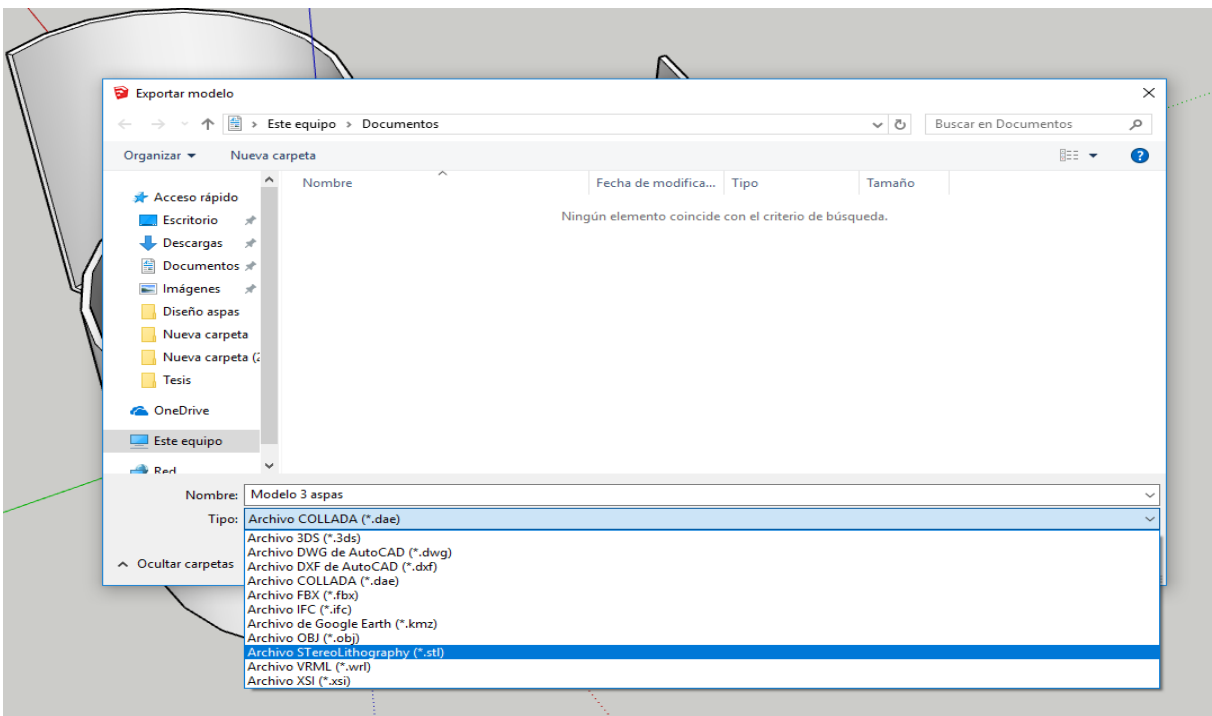 Exportar modelo
Este equipo > Documentos
Buscar en Documentos
Organizar
Nueva carpeta
Nombre
Fecha de modifica...
Tipo
Tamaño
Ningún elemento coincide con el criterio de búsqueda.
Acceso rápido
Escritorio
Descargas
Documentos
Imágenes
Diseño aspas
Nueva carpeta
Nueva carpeta (2
Tesis
OneDrive
Este equipo
Red
Nombre: Modelo 3 aspas
Tipo: Archivo COLLADA (*.dae)
Archivo 3DS (*.3ds)
Archivo DWG de AutoCAD (*.dwg)
Archivo DXF de AutoCAD (*.dxf)
Archivo COLLADA (*.dae)
Archivo FBX (*.fbx)
Archivo IFC (*.ifc)
Archivo de Google Earth (*.kmz)
Archivo OBJ (*.obj)
Archivo STereoLithography (*.stl)
Archivo VRML (*.wrl)
Archivo XSI (*.xsi)
Ocultar carpetas